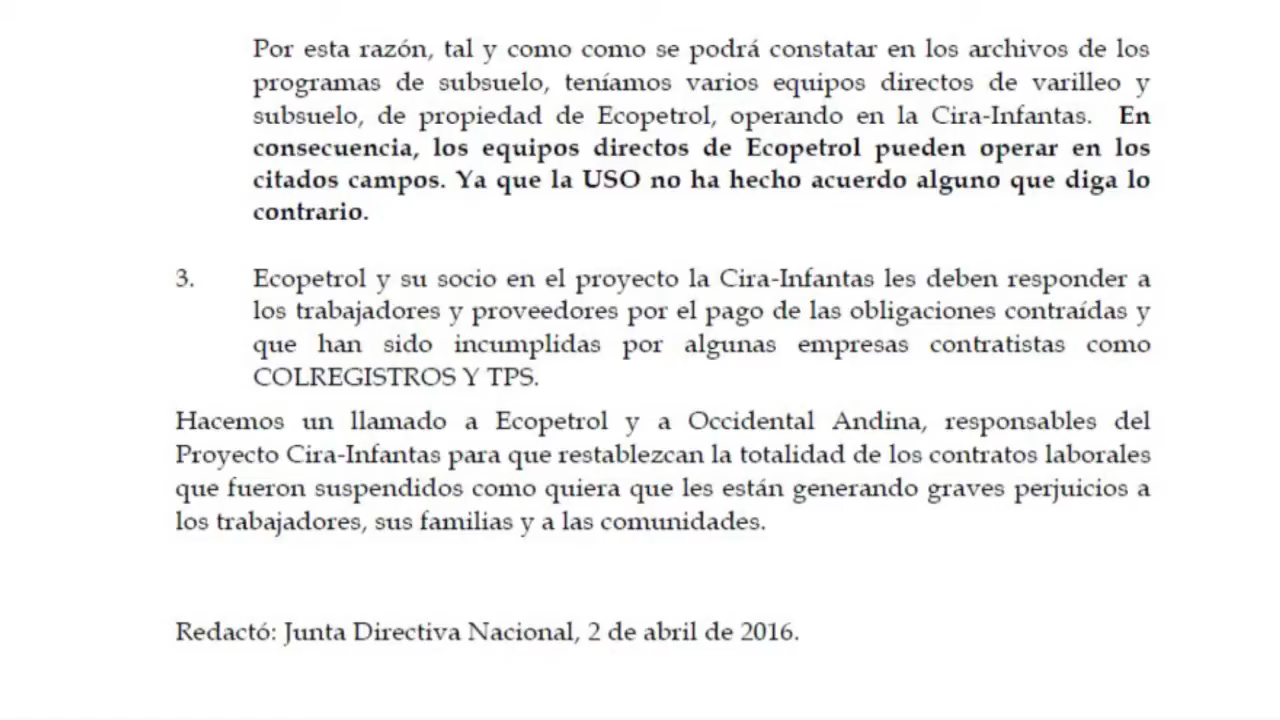 Por esta razón, tal y como como se podrá constatar en los archivos de los
programas de subsuelo, teníamos varios equipos directos de varilleo y
subsuelo, de propiedad de Ecopetrol, operando en la Cira-Infantas. En
consecuencia, los equipos directos de Ecopetrol pueden operar en los
citados campos. Ya que la USO no ha hecho acuerdo alguno que diga lo
contrario.
3. Ecopetrol y su socio en el proyecto la Cira-Infantas les deben responder a
los trabajadores y proveedores por el pago de las obligaciones contraídas y
que han sido incumplidas por algunas empresas contratistas como
COLREGISTROS Y TPS.
Hacemos un llamado a Ecopetrol y a Occidental Andina, responsables del
Proyecto Cira-Infantas para que restablezcan la totalidad de los contratos laborales
que fueron suspendidos como quiera que les están generando graves perjuicios a
los trabajadores, sus familias y a las comunidades.
Redactó: Junta Directiva Nacional, 2 de abril de 2016.